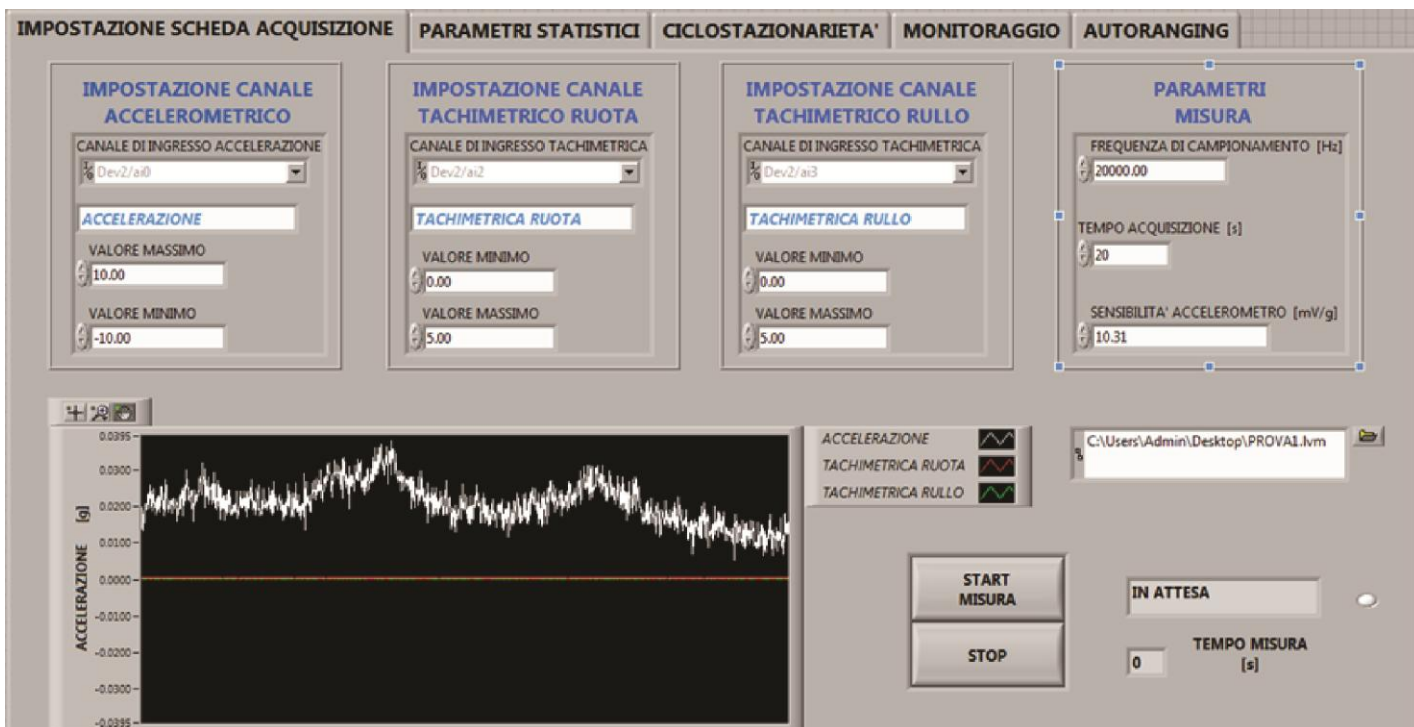 IMPOSTAZIONE SCHEDA ACQUISIZIONE
PARAMETRI STATISTICI
CICLOSTAZIONARIETA'
MONITORAGGIO
AUTORANGING
IMPOSTAZIONE CANALE
ACCELEROMETRICO
CANALE DI INGRESSO ACCELERAZIONE
Dev2/ai0
ACCELERAZIONE
VALORE MASSIMO
10.00
VALORE MINIMO
-10.00
IMPOSTAZIONE CANALE
TACHIMETRICO RUOTA
CANALE DI INGRESSO TACHIMETRICA
Dev2/ai2
TACHIMETRICA RUOTA
VALORE MINIMO
0.00
VALORE MASSIMO
5.00
IMPOSTAZIONE CANALE
TACHIMETRICO RULLO
CANALE DI INGRESSO TACHIMETRICA
Dev2/ai3
TACHIMETRICA RULLO
VALORE MINIMO
0.00
VALORE MASSIMO
5.00
PARAMETRI
MISURA
FREQUENZA DI CAMPIONAMENTO [Hz]
20000.00
TEMPO ACQUISIZIONE [s]
20
SENSIBILITA' ACCELEROMETRO [mV/g]
10.31
ACCELERAZIONE [g]
0.0395
0.0300
0.0200
0.0100
0.0000
-0.0100
-0.0200
-0.0300
-0.0395
ACCELERAZIONE
TACHIMETRICA RUOTA
TACHIMETRICA RULLO
C:\Users\Admin\Desktop\PROVA1.lvm
START
MISURA
STOP
IN ATTESA
0
TEMPO MISURA
[s]